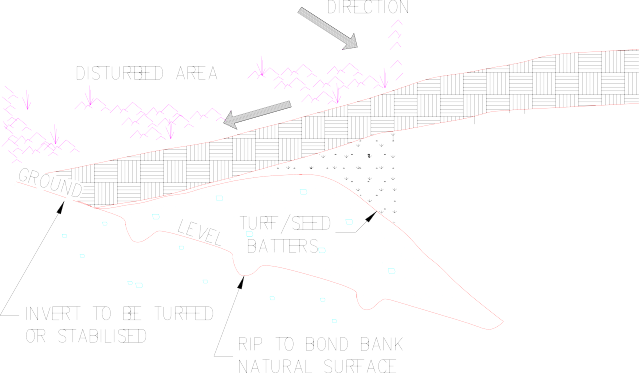 DIRECTION
DISTURBED AREA
GROUND
LEVEL
TURF/SEED
BATTERS
INVERT TO BE TURFED
OR STABILISED
RIP TO BOND BANK
NATURAL SURFACE